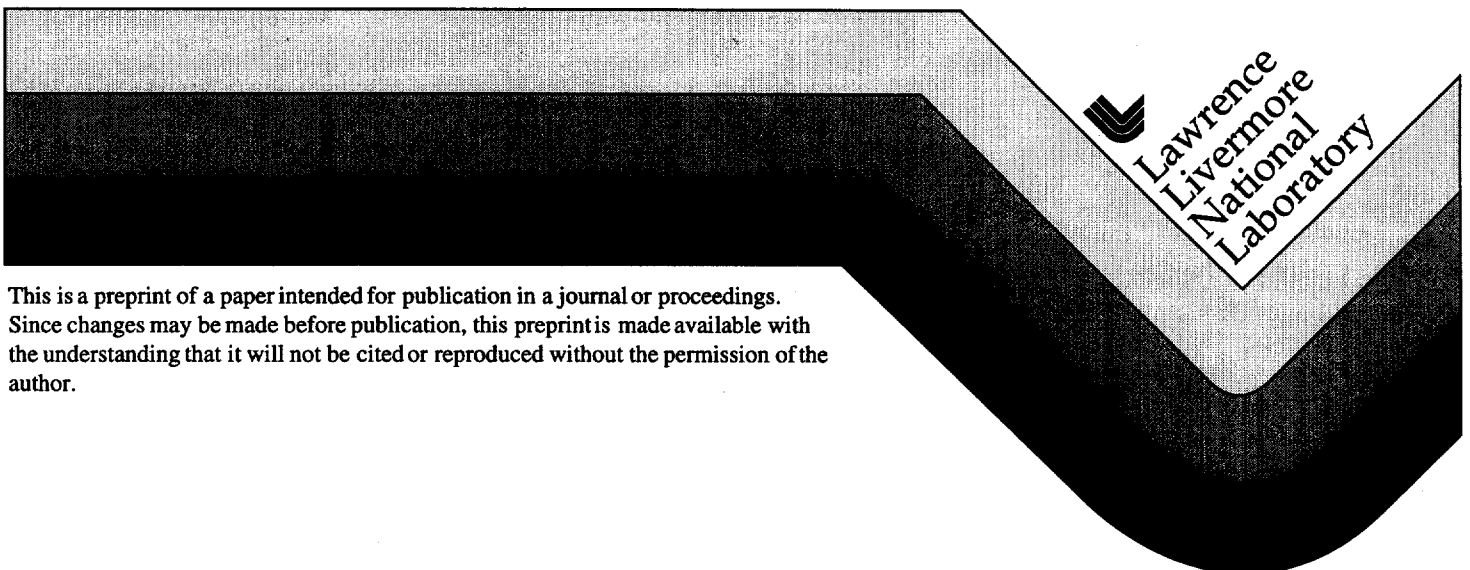 Lawrence
Livermore
National
Laboratory
This is a preprint of a paper intended for publication in a journal or proceedings.
Since changes may be made before publication, this preprint is made available with
the understanding that it will not be cited or reproduced without the permission of the
author.